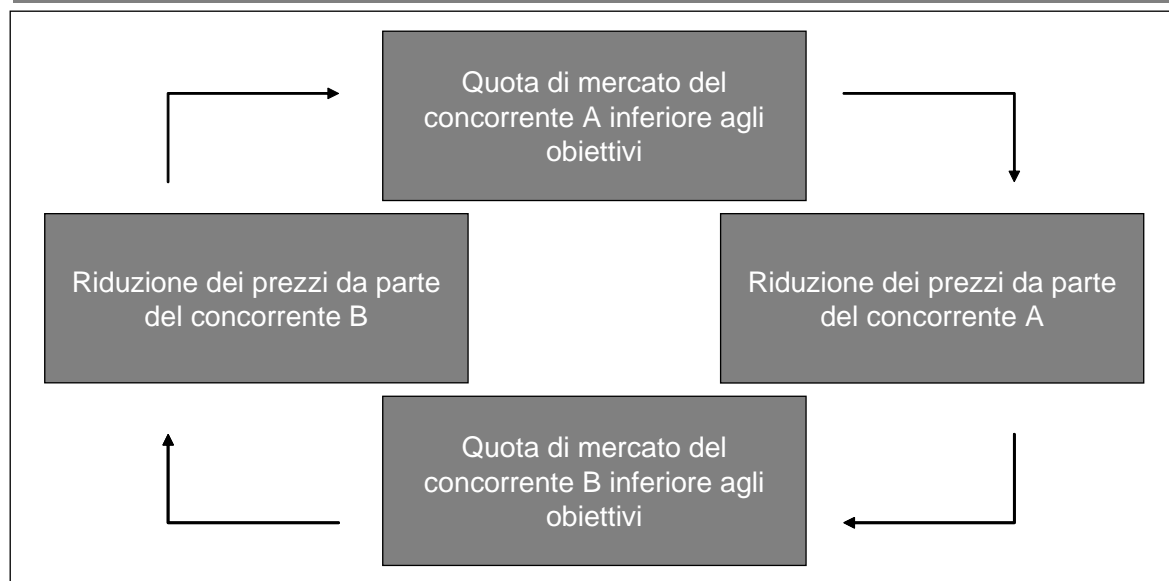 Quota di mercato del
concorrente A inferiore agli
obiettivi
Riduzione dei prezzi da parte
del concorrente B
Riduzione dei prezzi da parte
del concorrente A
Quota di mercato del
concorrente B inferiore agli
obiettivi